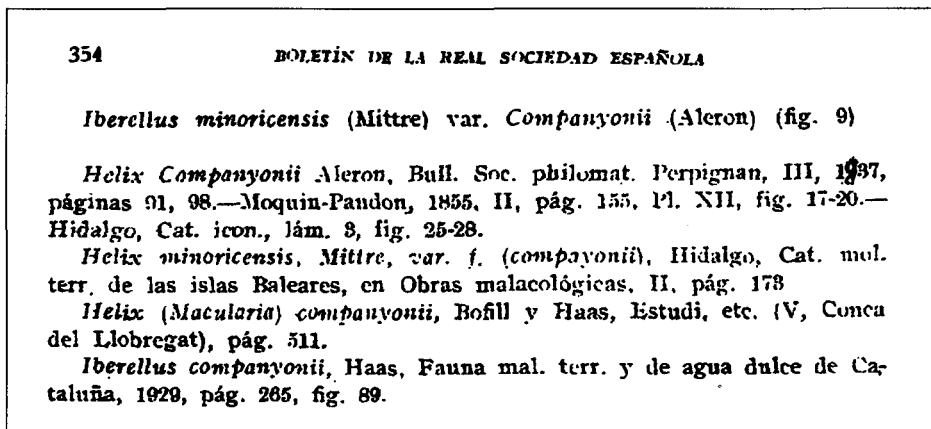 354 BOLETÍN DE LA REAL SOCIEDAD ESPAÑOLA
Iberellus minoricensis (Mittre) var. Companyonii (Aleron) (fig. 9)
Helix Companyonii Aleron, Bull. Soc. philomat. Perpignan, III, 1837,
páginas 91, 98.—Moquin-Pandon, 1855, II, pág. 155, Pl. XII, fig. 17-20.—
Hidalgo, Cat. icon., lám. 3, fig. 25-28.
Helix minoricensis, Mittre, var. f. (compayonii), Hidalgo, Cat. mol.
terr. de las islas Baleares, en Obras malacológicas, II, pág. 173
Helix (Macularia) companyonii, Bofill y Haas, Estudi, etc. (V, Conca
del Llobregat), pág. 511.
Iberellus companyonii, Haas, Fauna mal. terr. y de agua dulce de Ca-
taluña, 1929, pág. 265, fig. 89.